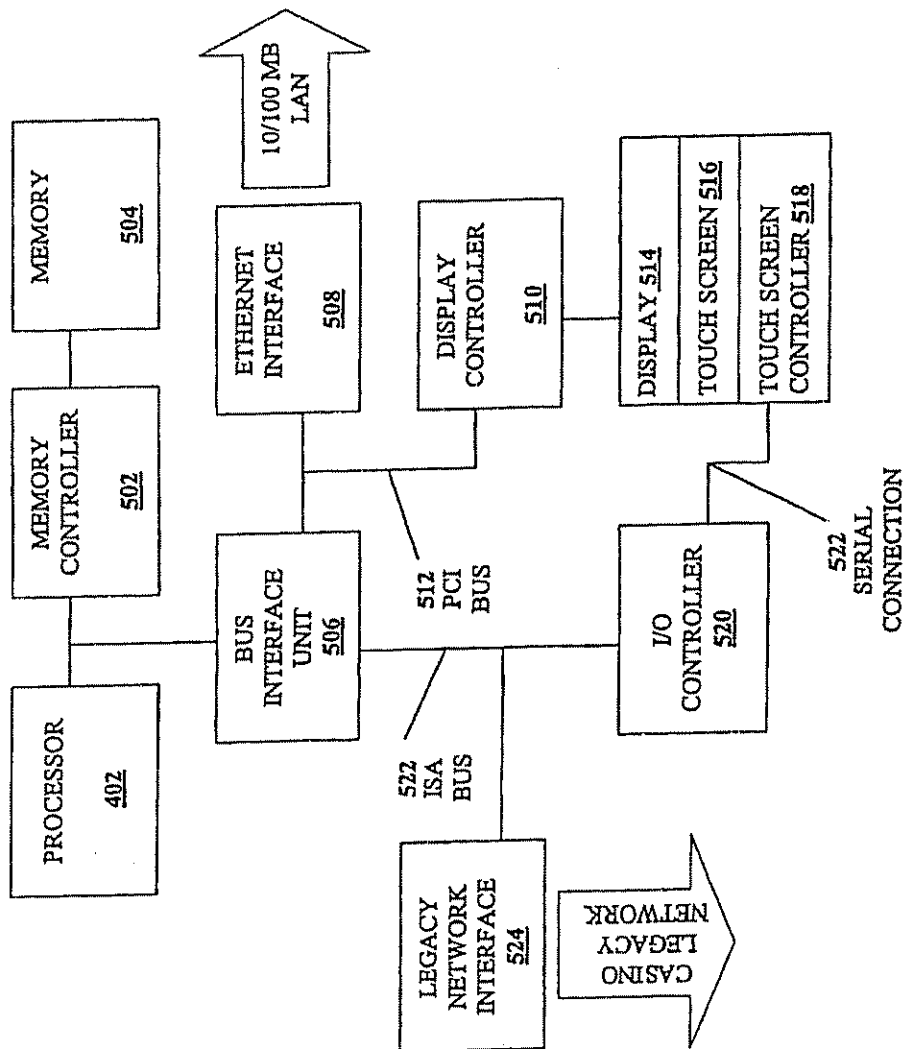 PROCESSOR
402
MEMORY
CONTROLLER
502
MEMORY
504
BUS
INTERFACE
UNIT
506
ETHERNET
INTERFACE
508
10/100 MB
LAN
512
PCI
BUS
DISPLAY
CONTROLLER
510
522
ISA
BUS
LEGACY
NETWORK
INTERFACE
524
CASINO
LEGACY
NETWORK
I/O
CONTROLLER
520
DISPLAY 514
TOUCH SCREEN 516
TOUCH SCREEN
CONTROLLER 518
522
SERIAL
CONNECTION